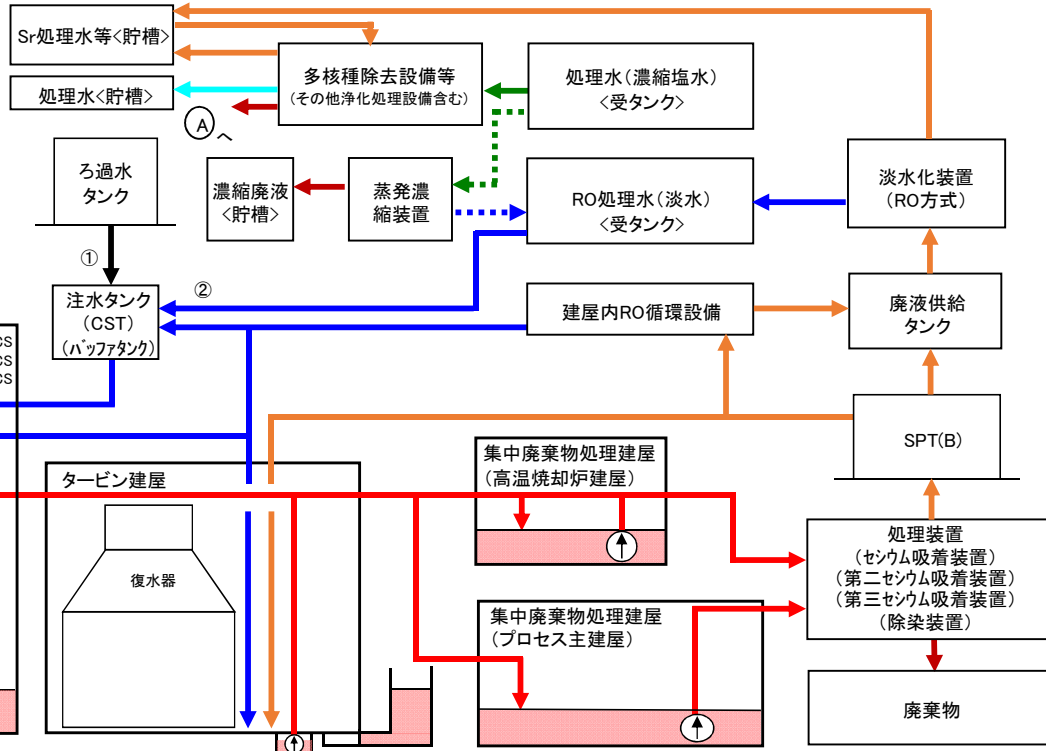 Sr処理水等<貯槽>
処理水<貯槽>
多核種除去設備等
(その他浄化処理設備含む)
処理水(濃縮塩水)
<受タンク>
Aへ
ろ過水
タンク
濃縮廃液
<貯槽>
蒸発濃
縮装置
RO処理水(淡水)
<受タンク>
淡水化装置
(RO方式)
①
②
注水タンク
(CST)
(バッファタンク)
建屋内RO循環設備
廃液供給
タンク
CS
CS
CS
SPT(B)
タービン建屋
復水器
集中廃棄物処理建屋
(高温焼却炉建屋)
集中廃棄物処理建屋
(プロセス主建屋)
処理装置
(セシウム吸着装置)
(第二セシウム吸着装置)
(第三セシウム吸着装置)
(除染装置)
廃棄物